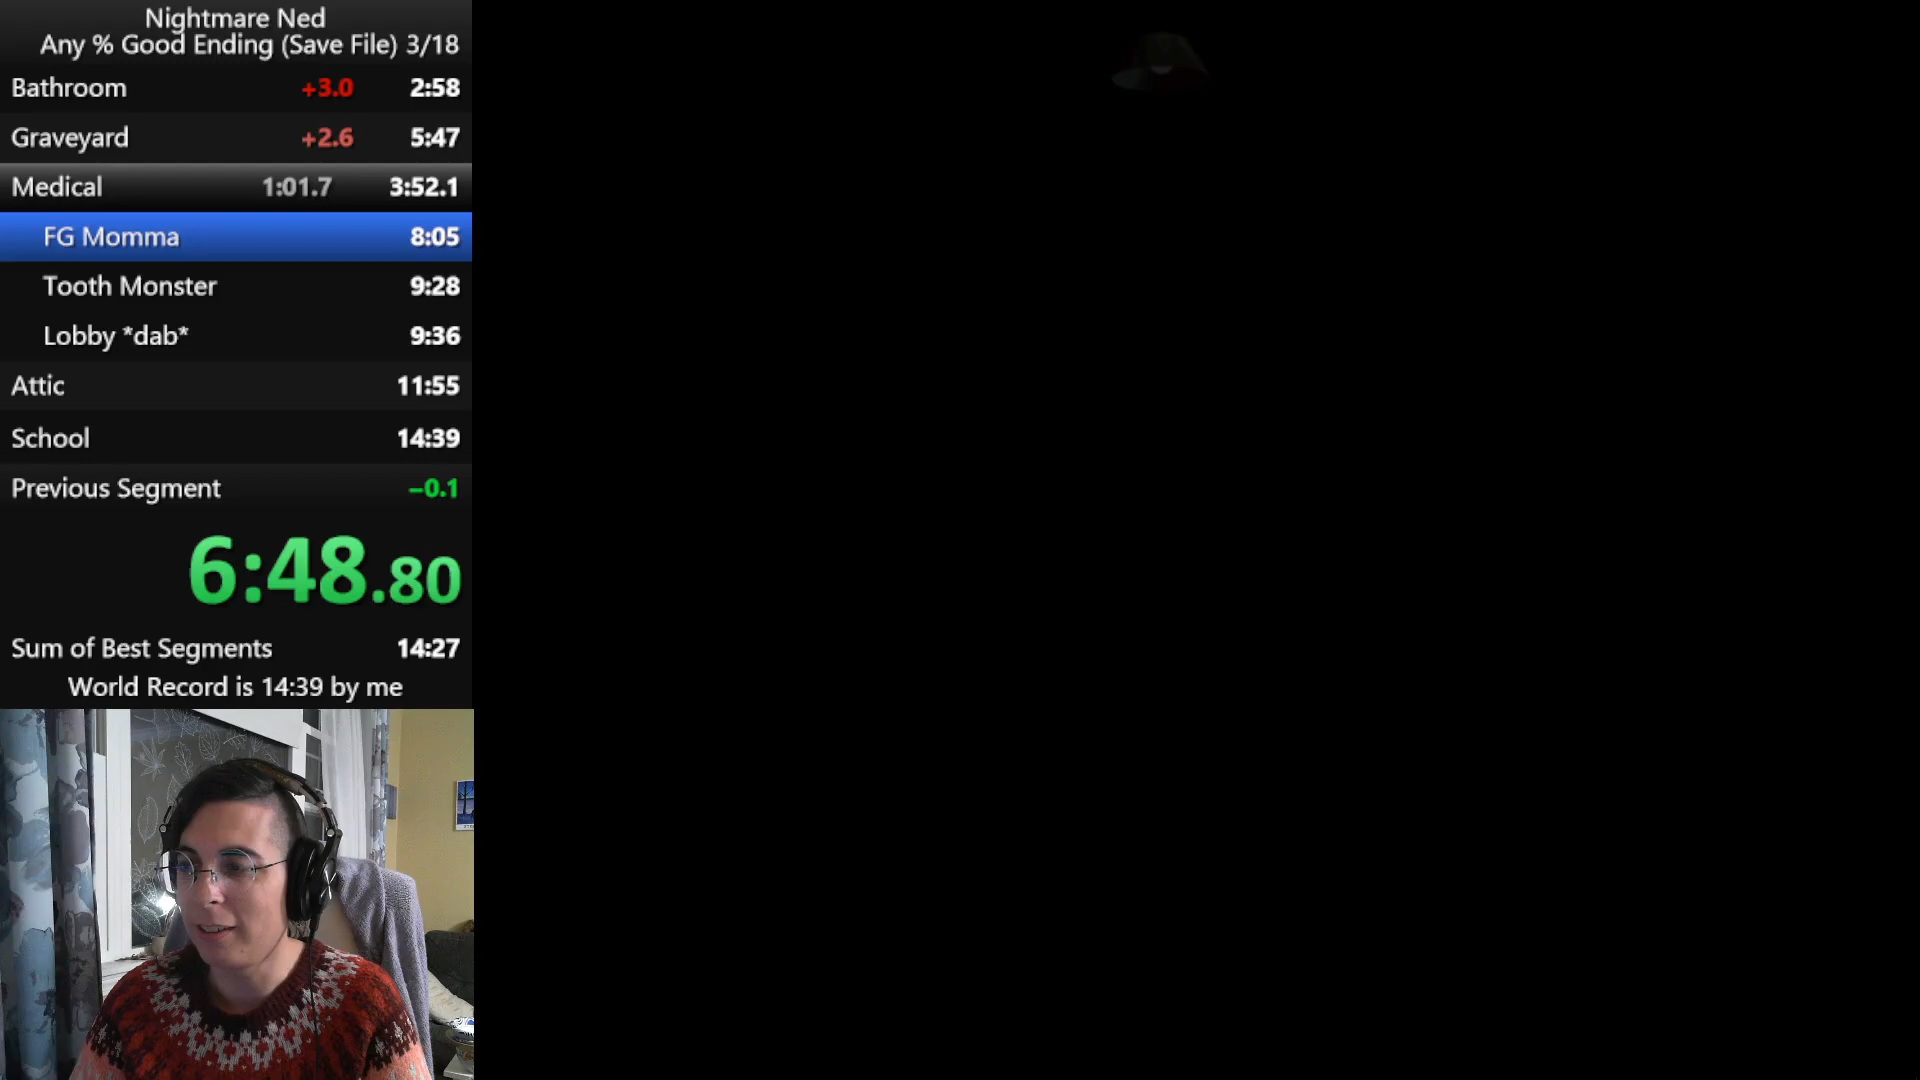 Nightmare Ned
Any % Good Ending (Save File) 3/18
Bathroom +3.0 2:58
Graveyard +2.6 5:47
Medical 1:01.7 3:52.1
FG Momma 8:05
Tooth Monster 9:28
Lobby *dab* 9:36
Attic 11:55
School 14:39
Previous Segment −0.1
6:48.80
Sum of Best Segments 14:27
World Record is 14:39 by me